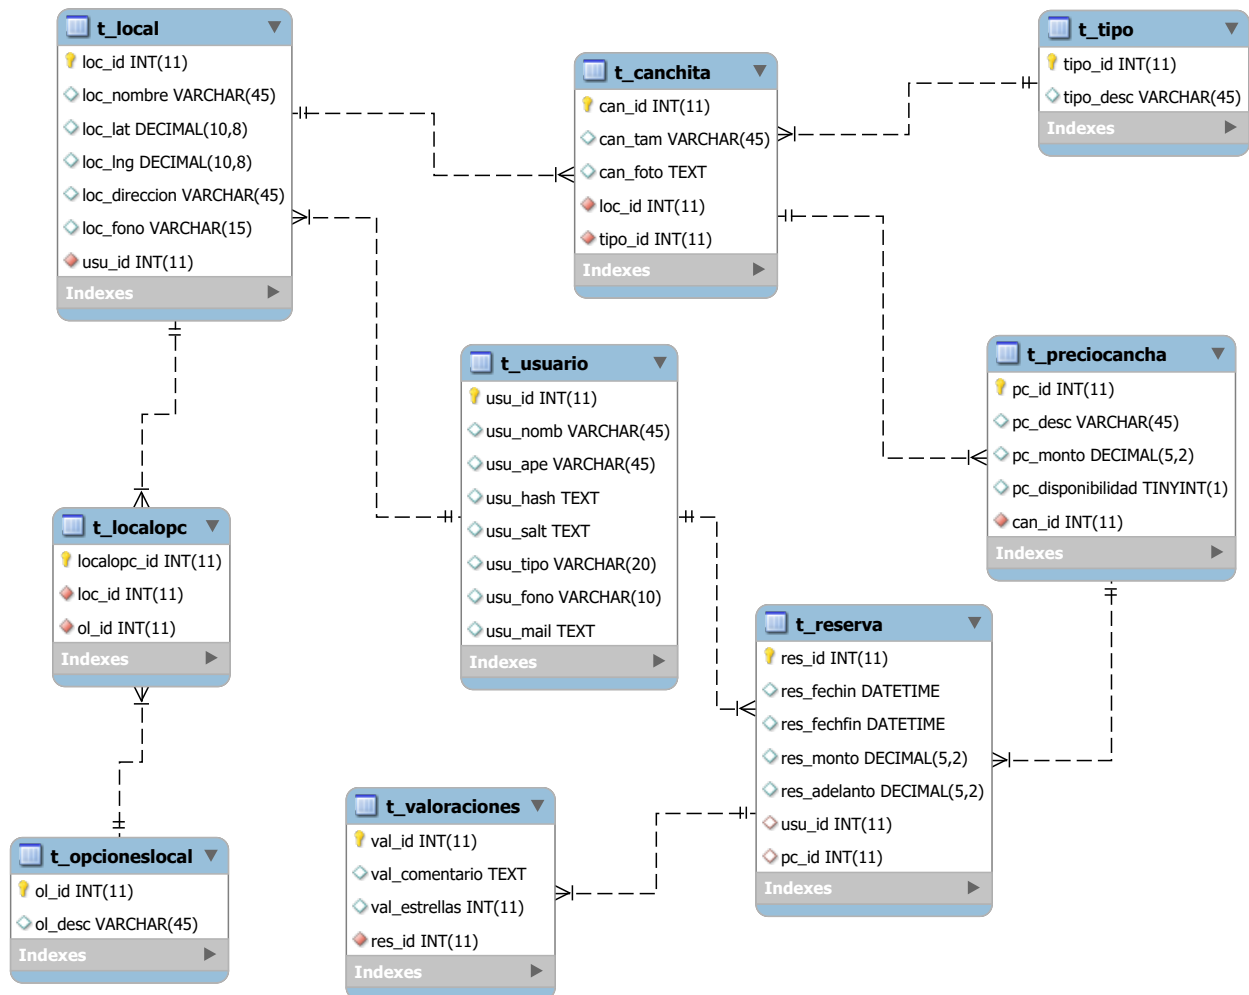 t_local
loc_id INT(11)
loc_nombre VARCHAR(45)
loc_lat DECIMAL(10,8)
loc_lng DECIMAL(10,8)
loc_direccion VARCHAR(45)
loc_fono VARCHAR(15)
usu_id INT(11)
Indexes
t_canchita
can_id INT(11)
can_tam VARCHAR(45)
can_foto TEXT
loc_id INT(11)
tipo_id INT(11)
Indexes
t_tipo
tipo_id INT(11)
tipo_desc VARCHAR(45)
Indexes
t_usuario
usu_id INT(11)
usu_nomb VARCHAR(45)
usu_ape VARCHAR(45)
usu_hash TEXT
usu_salt TEXT
usu_tipo VARCHAR(20)
usu_fono VARCHAR(10)
usu_mail TEXT
Indexes
t_preciocancha
pc_id INT(11)
pc_desc VARCHAR(45)
pc_monto DECIMAL(5,2)
pc_disponibilidad TINYINT(1)
can_id INT(11)
Indexes
t_localopc
localopc_id INT(11)
loc_id INT(11)
ol_id INT(11)
Indexes
t_reserva
res_id INT(11)
res_fechin DATETIME
res_fechfin DATETIME
res_monto DECIMAL(5,2)
res_adelanto DECIMAL(5,2)
usu_id INT(11)
pc_id INT(11)
Indexes
t_valoraciones
val_id INT(11)
val_comentario TEXT
val_estrellas INT(11)
res_id INT(11)
Indexes
t_opcioneslocal
ol_id INT(11)
ol_desc VARCHAR(45)
Indexes